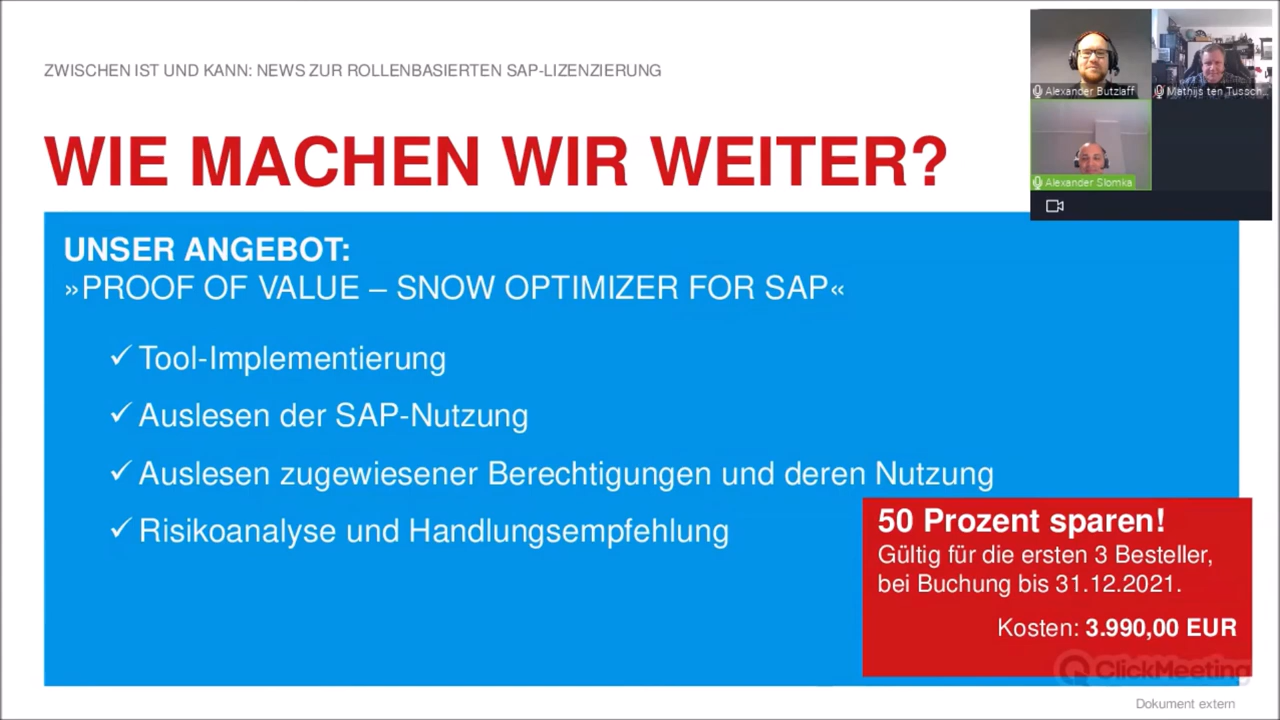 ZWISCHEN IST UND KANN: NEWS ZUR ROLLENBASIERTEN SAP-LIZENZIERUNG
Alexander Butzlaff
Mathijs ten Tussch...
WIE MACHEN WIR WEITER?
Alexander Slomka
UNSER ANGEBOT:
»PROOF OF VALUE – SNOW OPTIMIZER FOR SAP«
✓ Tool-Implementierung
✓ Auslesen der SAP-Nutzung
✓ Auslesen zugewiesener Berechtigungen und deren Nutzung
✓ Risikoanalyse und Handlungsempfehlung
50 Prozent sparen!
Gültig für die ersten 3 Besteller,
bei Buchung bis 31.12.2021.
Kosten: 3.990,00 EUR
ClickMeeting
Dokument extern